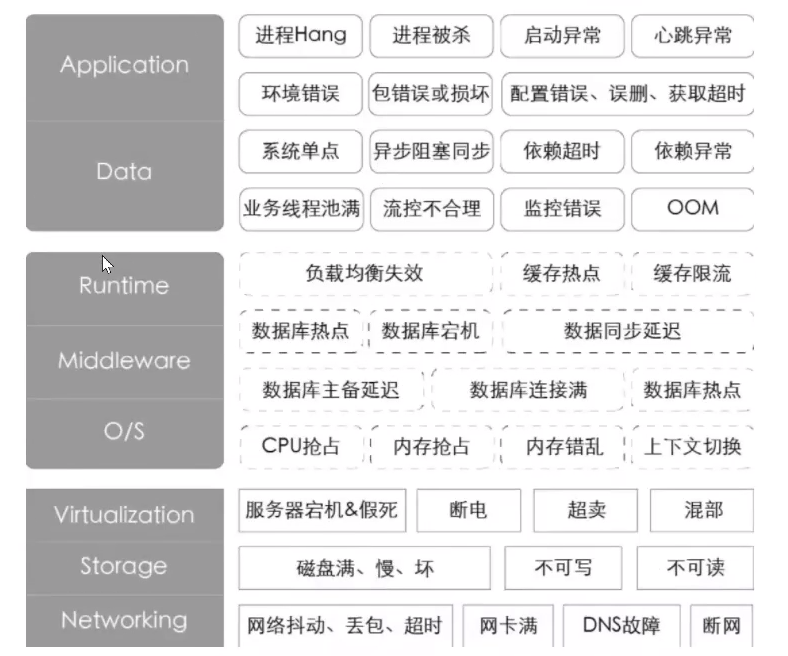 Application
进程Hang 进程被杀 启动异常 心跳异常
环境错误 包错误或损坏 配置错误、误删、获取超时
Data
系统单点 异步阻塞同步 依赖超时 依赖异常
业务线程池满 流控不合理 监控错误 OOM
Runtime
负载均衡失效 缓存热点 缓存限流
数据库热点 数据库宕机 数据同步延迟
Middleware
数据库主备延迟 数据库连接满 数据库热点
O/S
CPU抢占 内存抢占 内存错乱 上下文切换
Virtualization
服务器宕机&假死 断电 超卖 混部
Storage
磁盘满、慢、坏 不可写 不可读
Networking
网络抖动、丢包、超时 网卡满 DNS故障 断网